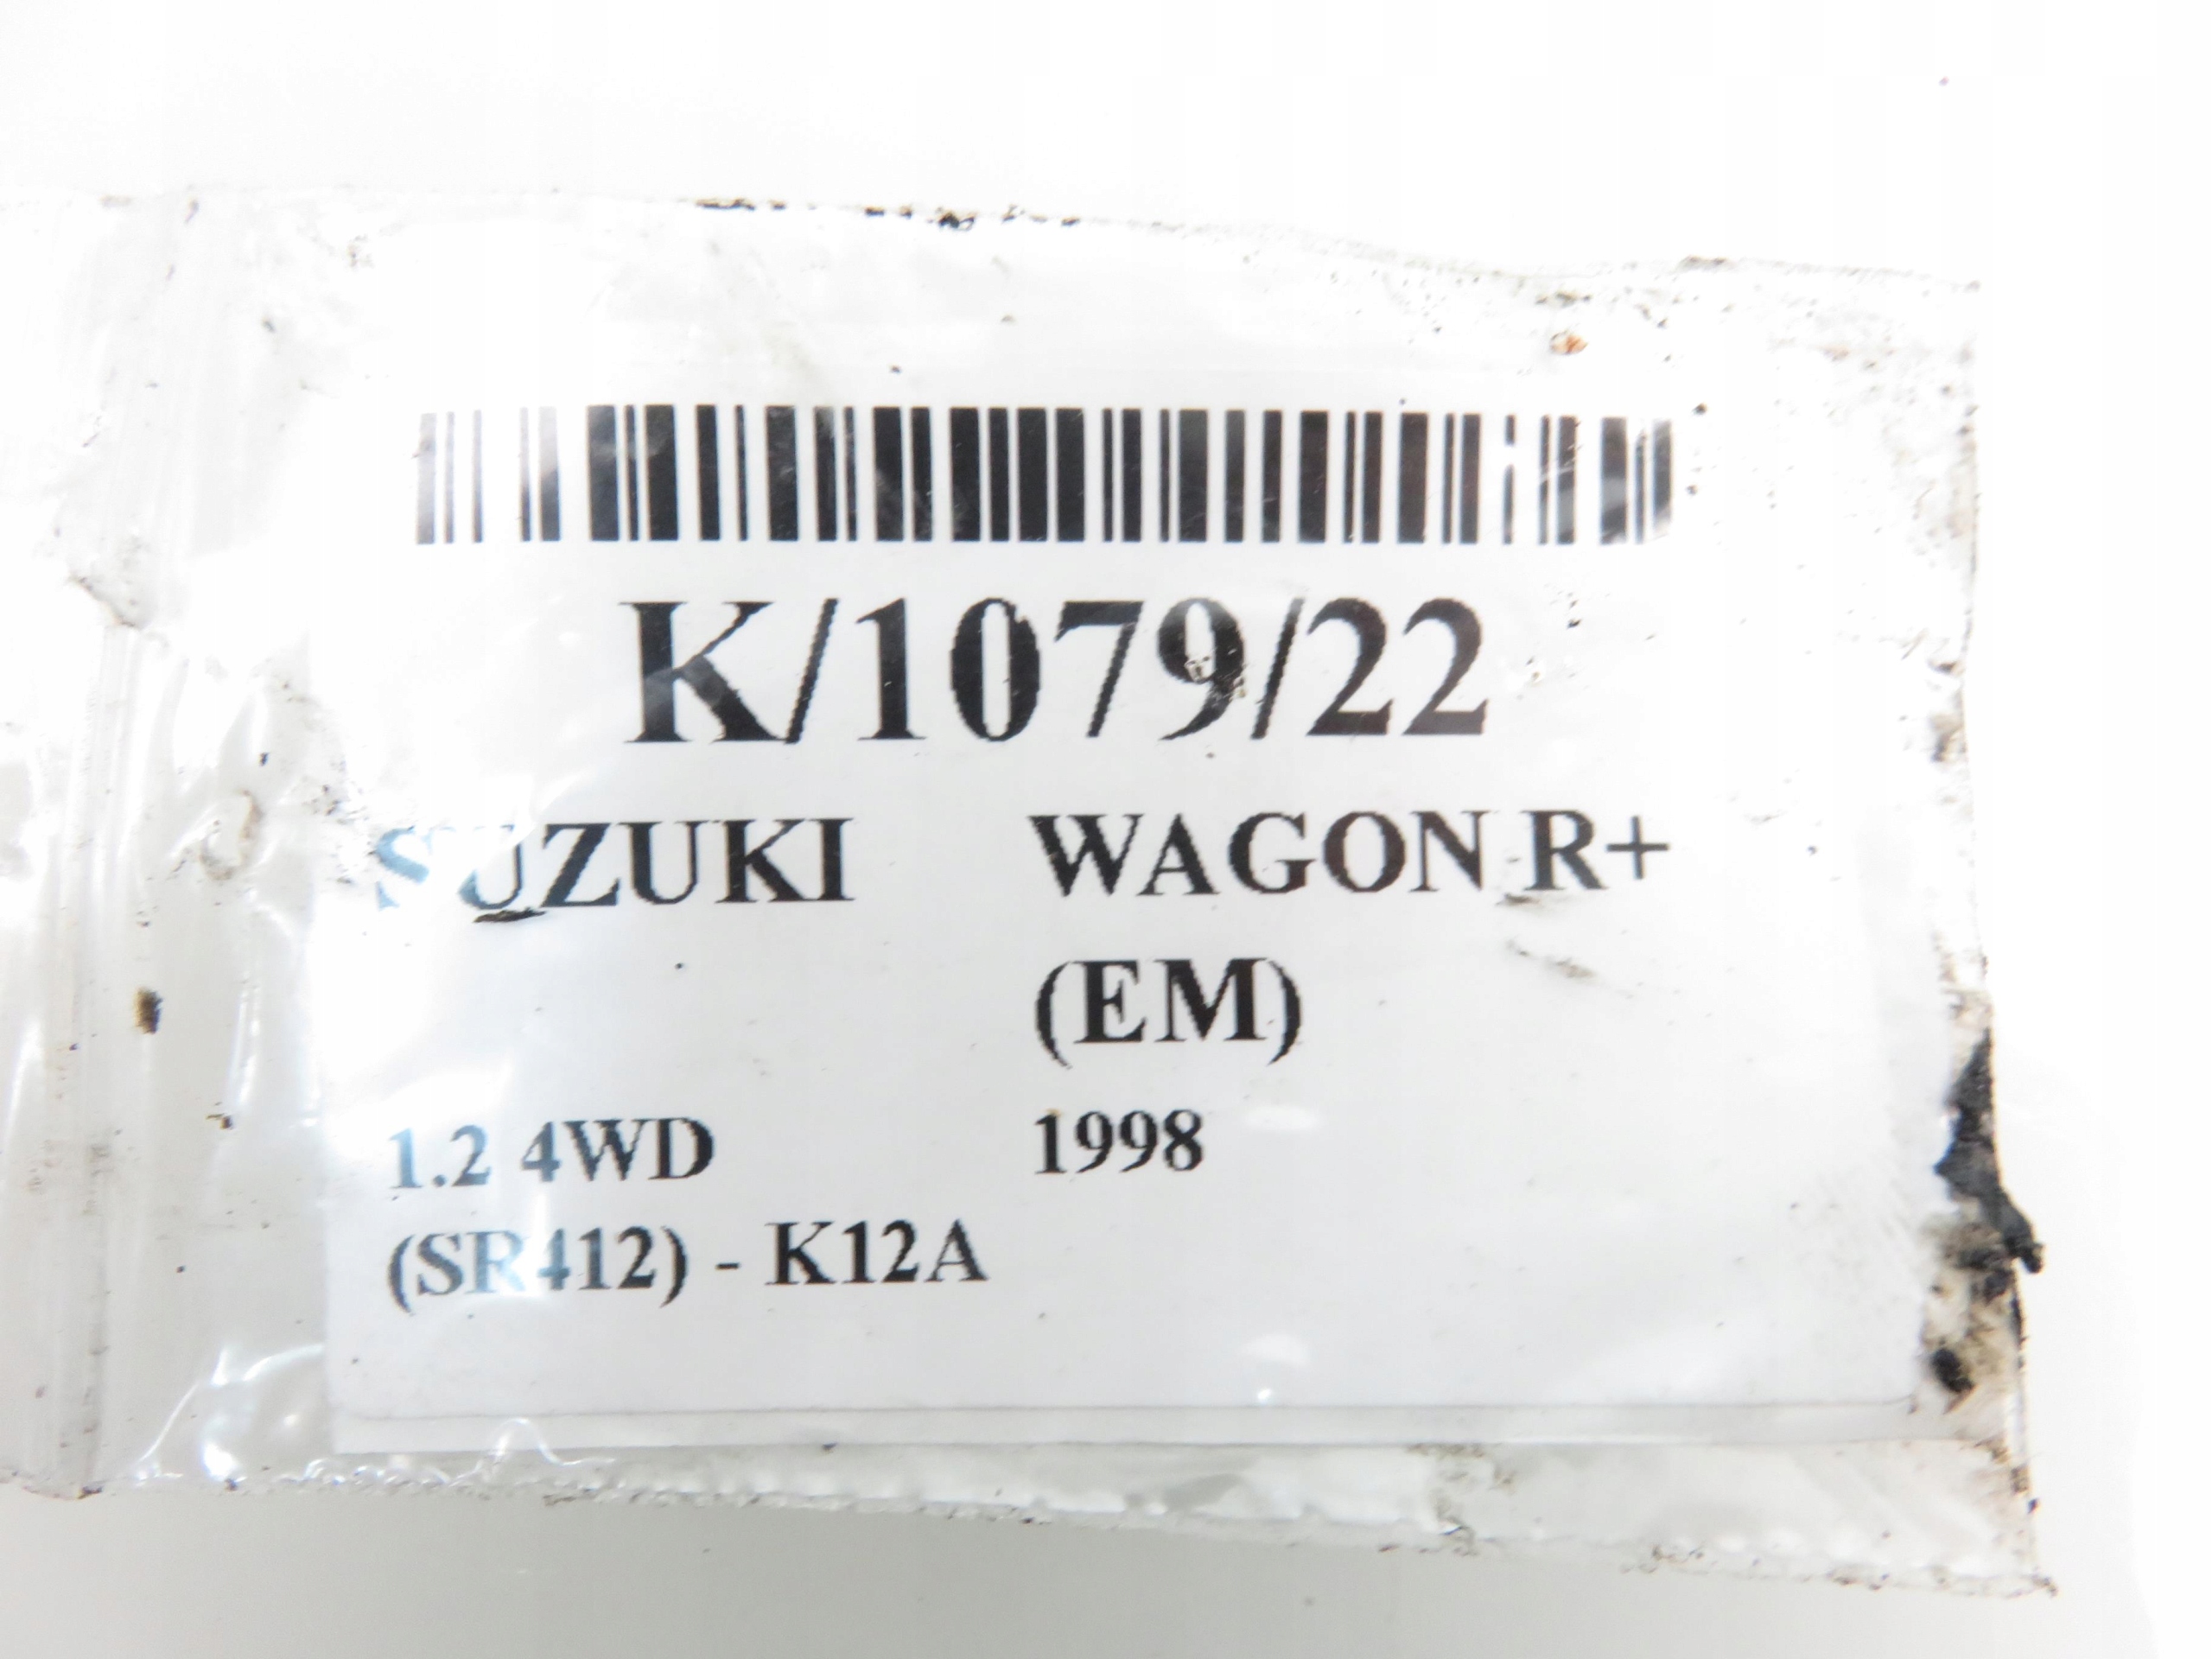 K/1079/22
SUZUKI WAGON R+
(EM)
1.2 4WD 1998
(SR412) - K12A